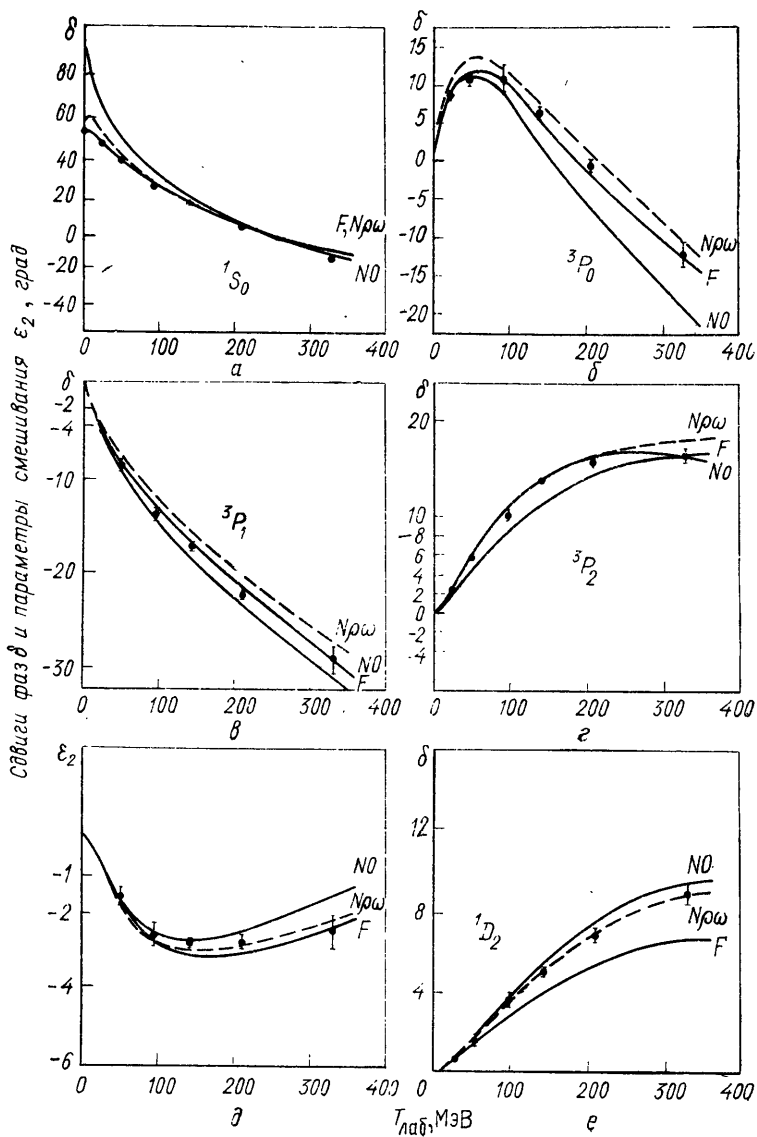 Сдвиги фаз δ и параметры смешивания ε₂, град
δ
80
60
40
20
0
-20
-40
F, Nρω
NO
¹S₀
0 100 200 300 400
а
δ
15
10
5
0
-5
-10
-15
-20
Nρω
F
NO
³P₀
0 100 200 300 400
б
δ
-2
-4
-10
-20
-30
³P₁
Nρω
NO
F
0 100 200 300 400
в
δ
20
10
-8
6
4
2
0
-2
-4
Nρω
F
NO
³P₂
0 100 200 300 400
г
ε₂
-1
-2
-4
-6
NO
Nρω
F
0 100 200 300 400
д
δ
12
8
4
NO
Nρω
F
¹D₂
0 100 200 300 400
е
Tлаб, МэВ